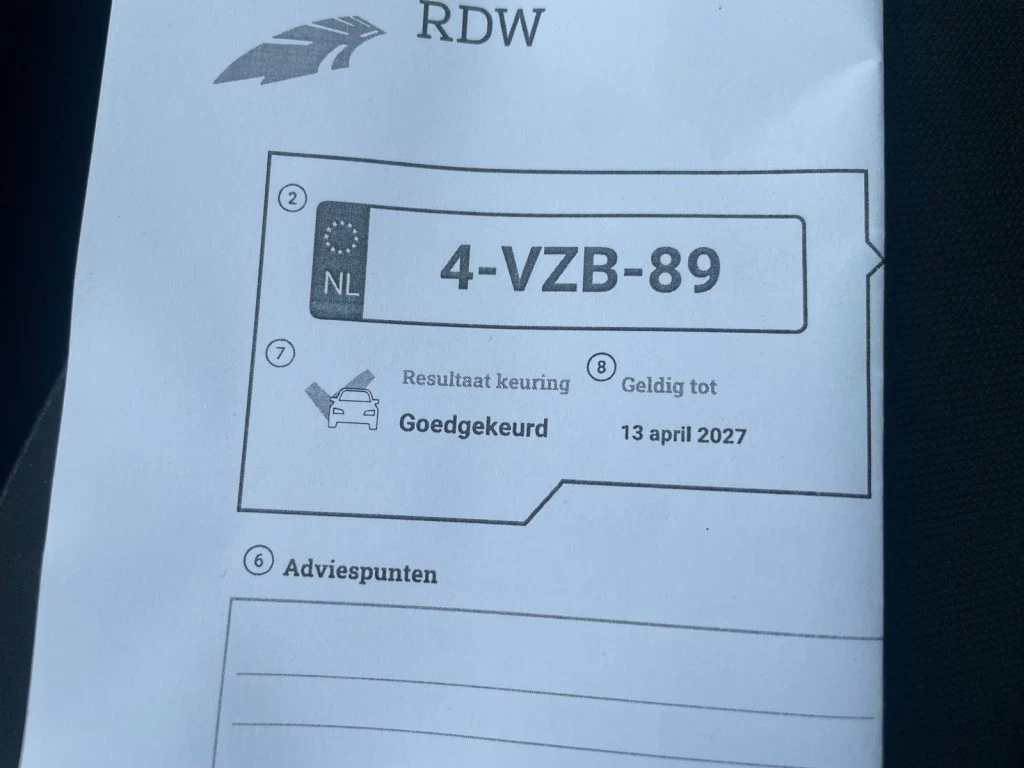 RDW
2
NL
4-VZB-89
7
Resultaat keuring
Goedgekeurd
8
Geldig tot
13 april 2027
6 Adviespunten